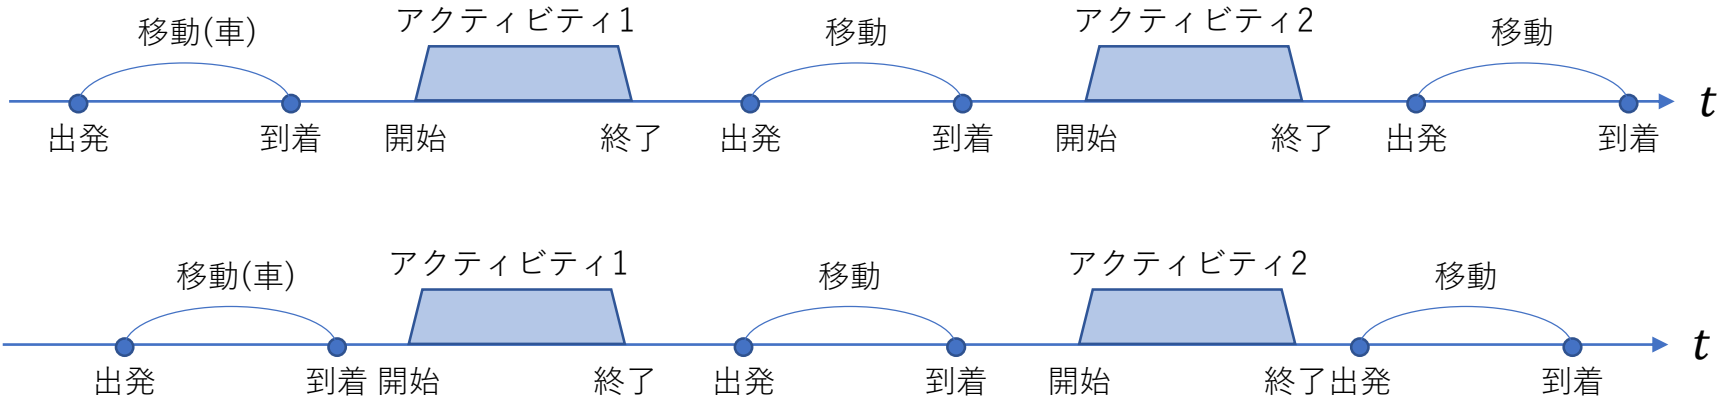 移動(車) アクティビティ1 移動 アクティビティ2 移動
t
出発 到着 開始 終了 出発 到着 開始 終了 出発 到着
移動(車) アクティビティ1 移動 アクティビティ2 移動
t
出発 到着 開始 終了 出発 到着 開始 終了 出発 到着